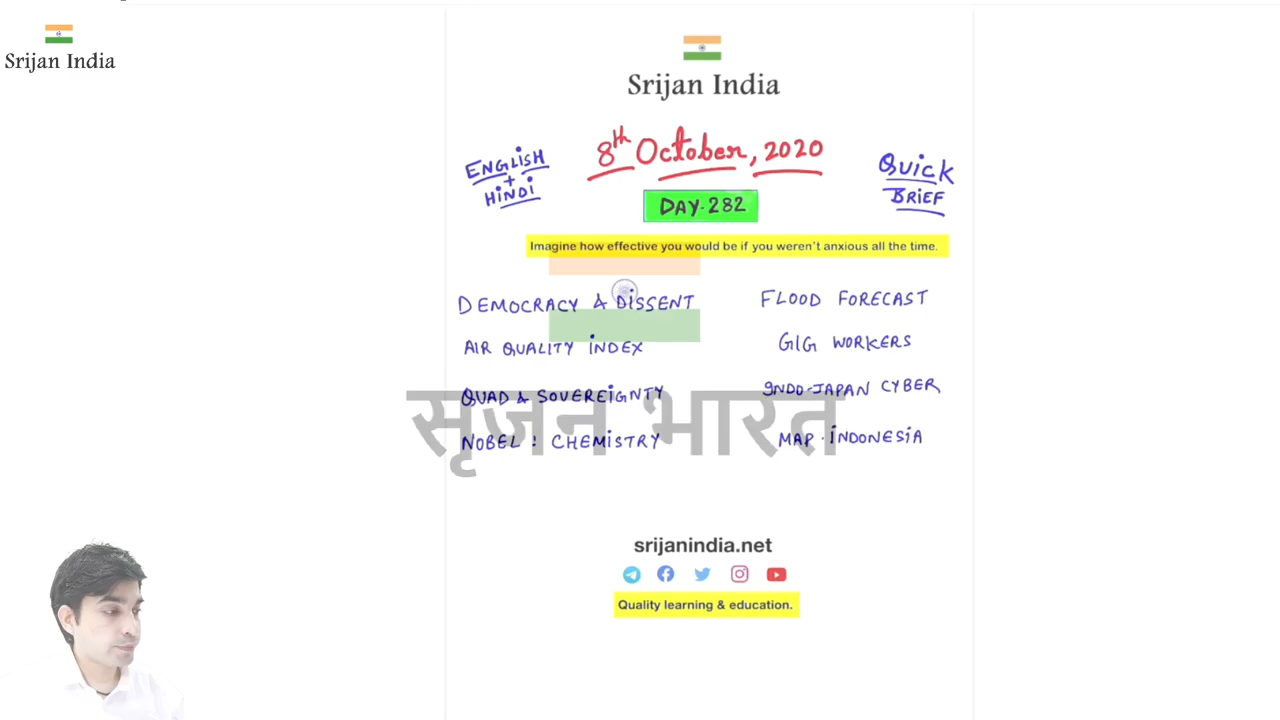 Srijan India
Srijan India
ENGLISH + HINDI
8th October, 2020
QUICK BRIEF
DAY-282
Imagine how effective you would be if you weren't anxious all the time.
DEMOCRACY & DISSENT
FLOOD FORECAST
AIR QUALITY INDEX
GIG WORKERS
QUAD & SOVEREIGNTY
INDO-JAPAN CYBER
सृजन भारत
NOBEL : CHEMISTRY
MAP · INDONESIA
srijanindia.net
Quality learning & education.